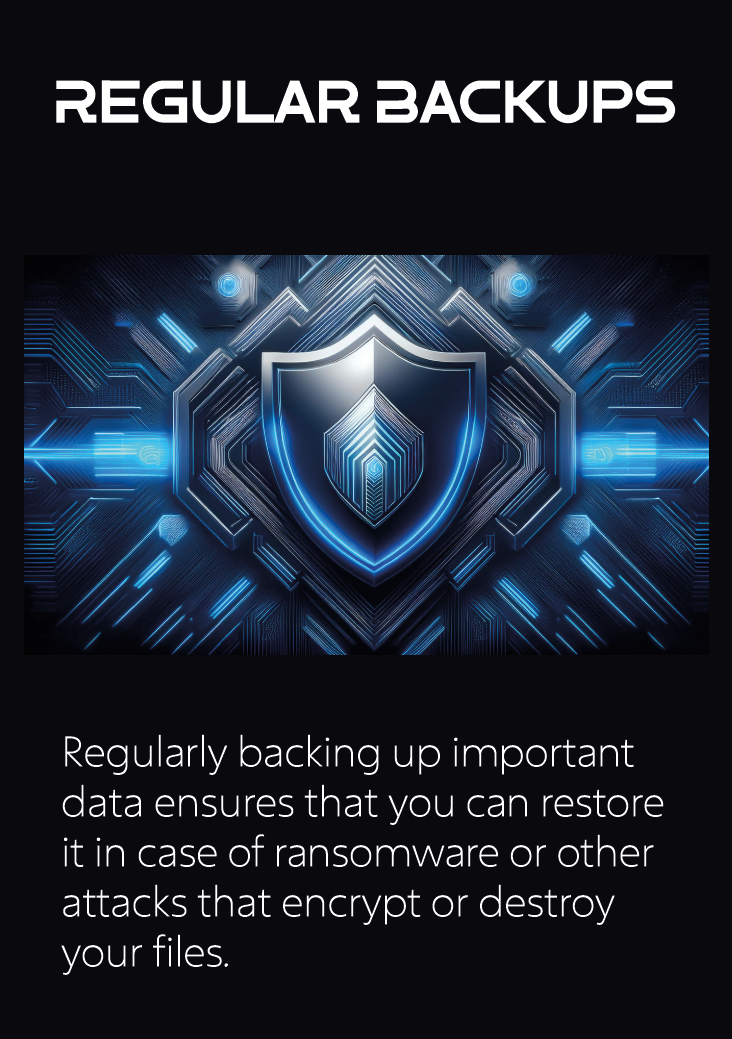 REGULAR BACKUPS
Regularly backing up important
data ensures that you can restore
it in case of ransomware or other
attacks that encrypt or destroy
your files.